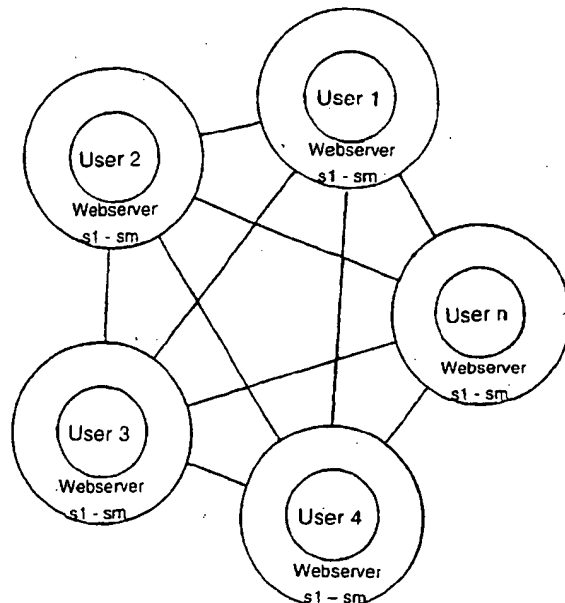 User 1
Webserver
s1 - sm
User 2
Webserver
s1 - sm
User n
Webserver
s1 - sm
User 3
Webserver
s1 - sm
User 4
Webserver
s1 – sm